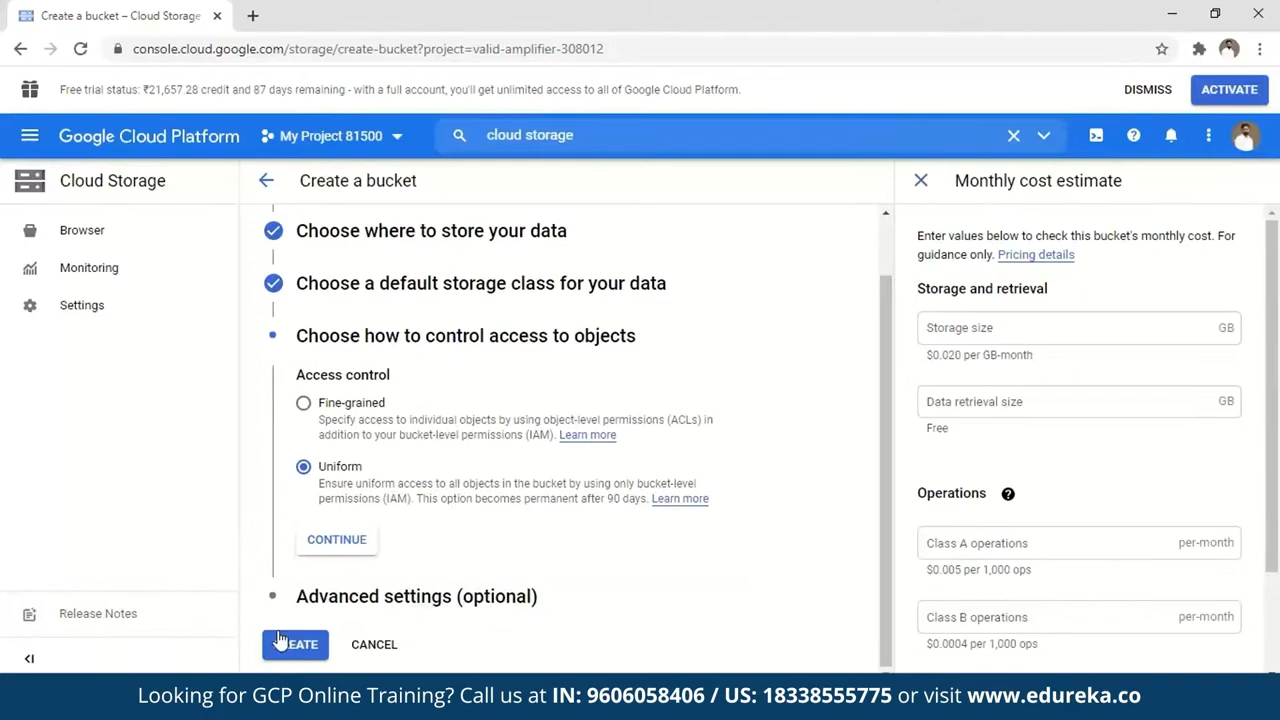 Create a bucket – Cloud Storage
console.cloud.google.com/storage/create-bucket?project=valid-amplifier-308012
Free trial status: ₹21,657.28 credit and 87 days remaining - with a full account, you'll get unlimited access to all of Google Cloud Platform.
DISMISS
ACTIVATE
Google Cloud Platform
My Project 81500
cloud storage
Cloud Storage
Browser
Monitoring
Settings
Release Notes
Create a bucket
Choose where to store your data
Choose a default storage class for your data
Choose how to control access to objects
Access control
Fine-grained
Specify access to individual objects by using object-level permissions (ACLs) in
addition to your bucket-level permissions (IAM). Learn more
Uniform
Ensure uniform access to all objects in the bucket by using only bucket-level
permissions (IAM). This option becomes permanent after 90 days. Learn more
CONTINUE
Advanced settings (optional)
CANCEL
Monthly cost estimate
Enter values below to check this bucket's monthly cost. For
guidance only. Pricing details
Storage and retrieval
Storage size GB
$0.020 per GB-month
Data retrieval size GB
Free
Operations
Class A operations per-month
$0.005 per 1,000 ops
Class B operations per-month
$0.0004 per 1,000 ops
Looking for GCP Online Training? Call us at IN: 9606058406 / US: 18338555775 or visit www.edureka.co